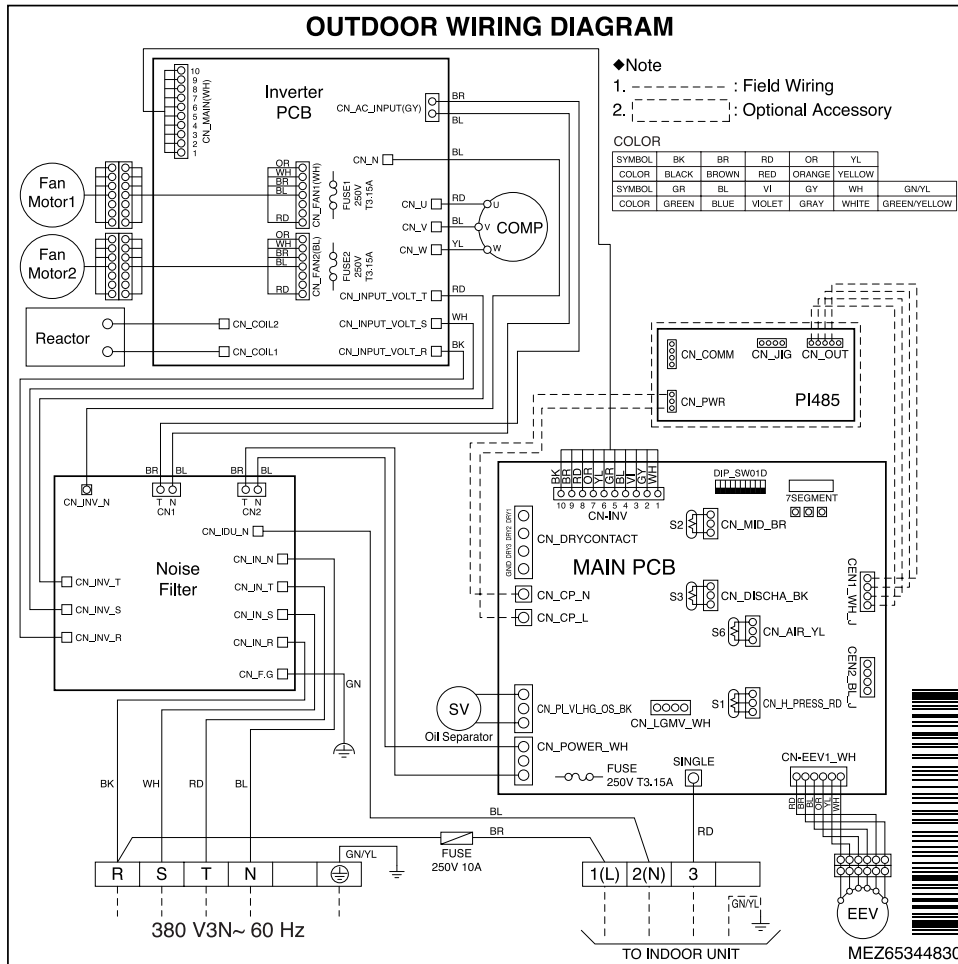 OUTDOOR WIRING DIAGRAM
◆Note
1. : Field Wiring
2. : Optional Accessory
COLOR
SYMBOL BK BR RD OR YL
COLOR BLACK BROWN RED ORANGE YELLOW
SYMBOL GR BL VI GY WH GN/YL
COLOR GREEN BLUE VIOLET GRAY WHITE GREEN/YELLOW
10
9
8
7
6
5
4
3
2
1
CN_MAIN(WH)
Inverter
PCB
CN_AC_INPUT(GY)
BR
BL
CN_N
BL
Fan
Motor1
OR
WH
BR
BL
RD
CN_FAN1(WH)
FUSE1
250V
T3.15A
CN_U
RD
U
CN_V
BL
V
CN_W
YL
W
COMP
Fan
Motor2
OR
WH
BR
BL
RD
CN_FAN2(BL)
FUSE2
250V
T3.15A
CN_INPUT_VOLT_T
RD
CN_INPUT_VOLT_S
WH
CN_INPUT_VOLT_R
BK
Reactor
CN_COIL2
CN_COIL1
CN_COMM
CN_JIG
CN_OUT
CN_PWR
PI485
BR BL BR BL
CN_INV_N
T N
CN1
T N
CN2
CN_IDU_N
CN_IN_N
CN_IN_T
CN_IN_S
CN_IN_R
CN_F.G
GN
Noise
Filter
CN_INV_T
CN_INV_S
CN_INV_R
BK BR RD OR YL GR BL VI GY WH
10 9 8 7 6 5 4 3 2 1
CN-INV
DIP_SW01D
7SEGMENT
GND DRY3 DRY2 DRY1
CN_DRYCONTACT
S2
CN_MID_BR
MAIN PCB
CN_CP_N
CN_CP_L
S3
CN_DISCHA_BK
S6
CN_AIR_YL
CEN1_WH_J
CEN2_BL_J
SV
Oil Separator
CN_PI_VI_HG_OS_BK
CN_LGMV_WH
S1
CN_H_PRESS_RD
CN_POWER_WH
FUSE
250V T3.15A
SINGLE
CN-EEV1_WH
RD BR BL OR YL WH
BK
WH
RD
BL
BL
BR
RD
FUSE
250V 10A
GN/YL
R S T N
1(L) 2(N) 3
GN/YL
EEV
380 V3N~ 60 Hz
TO INDOOR UNIT
MEZ65344830